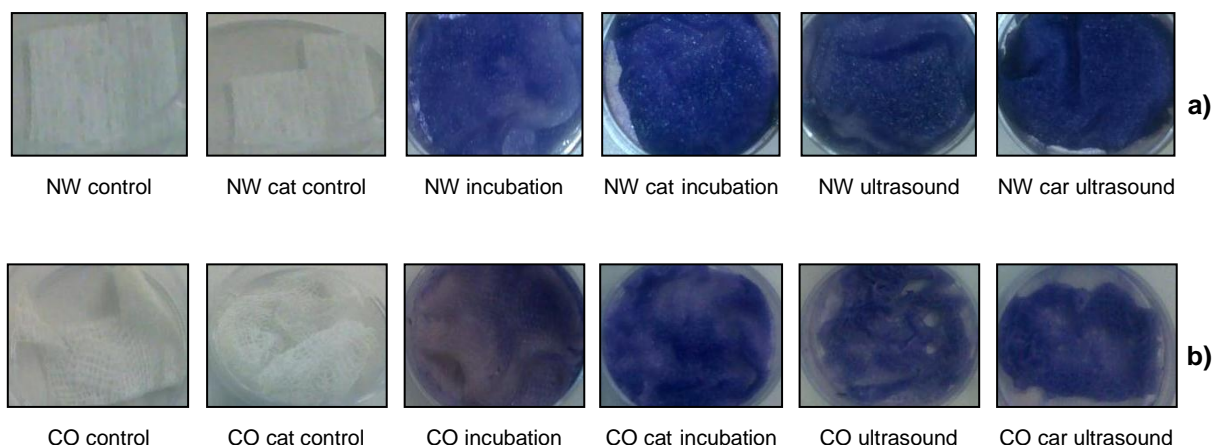 a)
NW control NW cat control NW incubation NW cat incubation NW ultrasound NW car ultrasound
b)
CO control CO cat control CO incubation CO cat incubation CO ultrasound CO car ultrasound